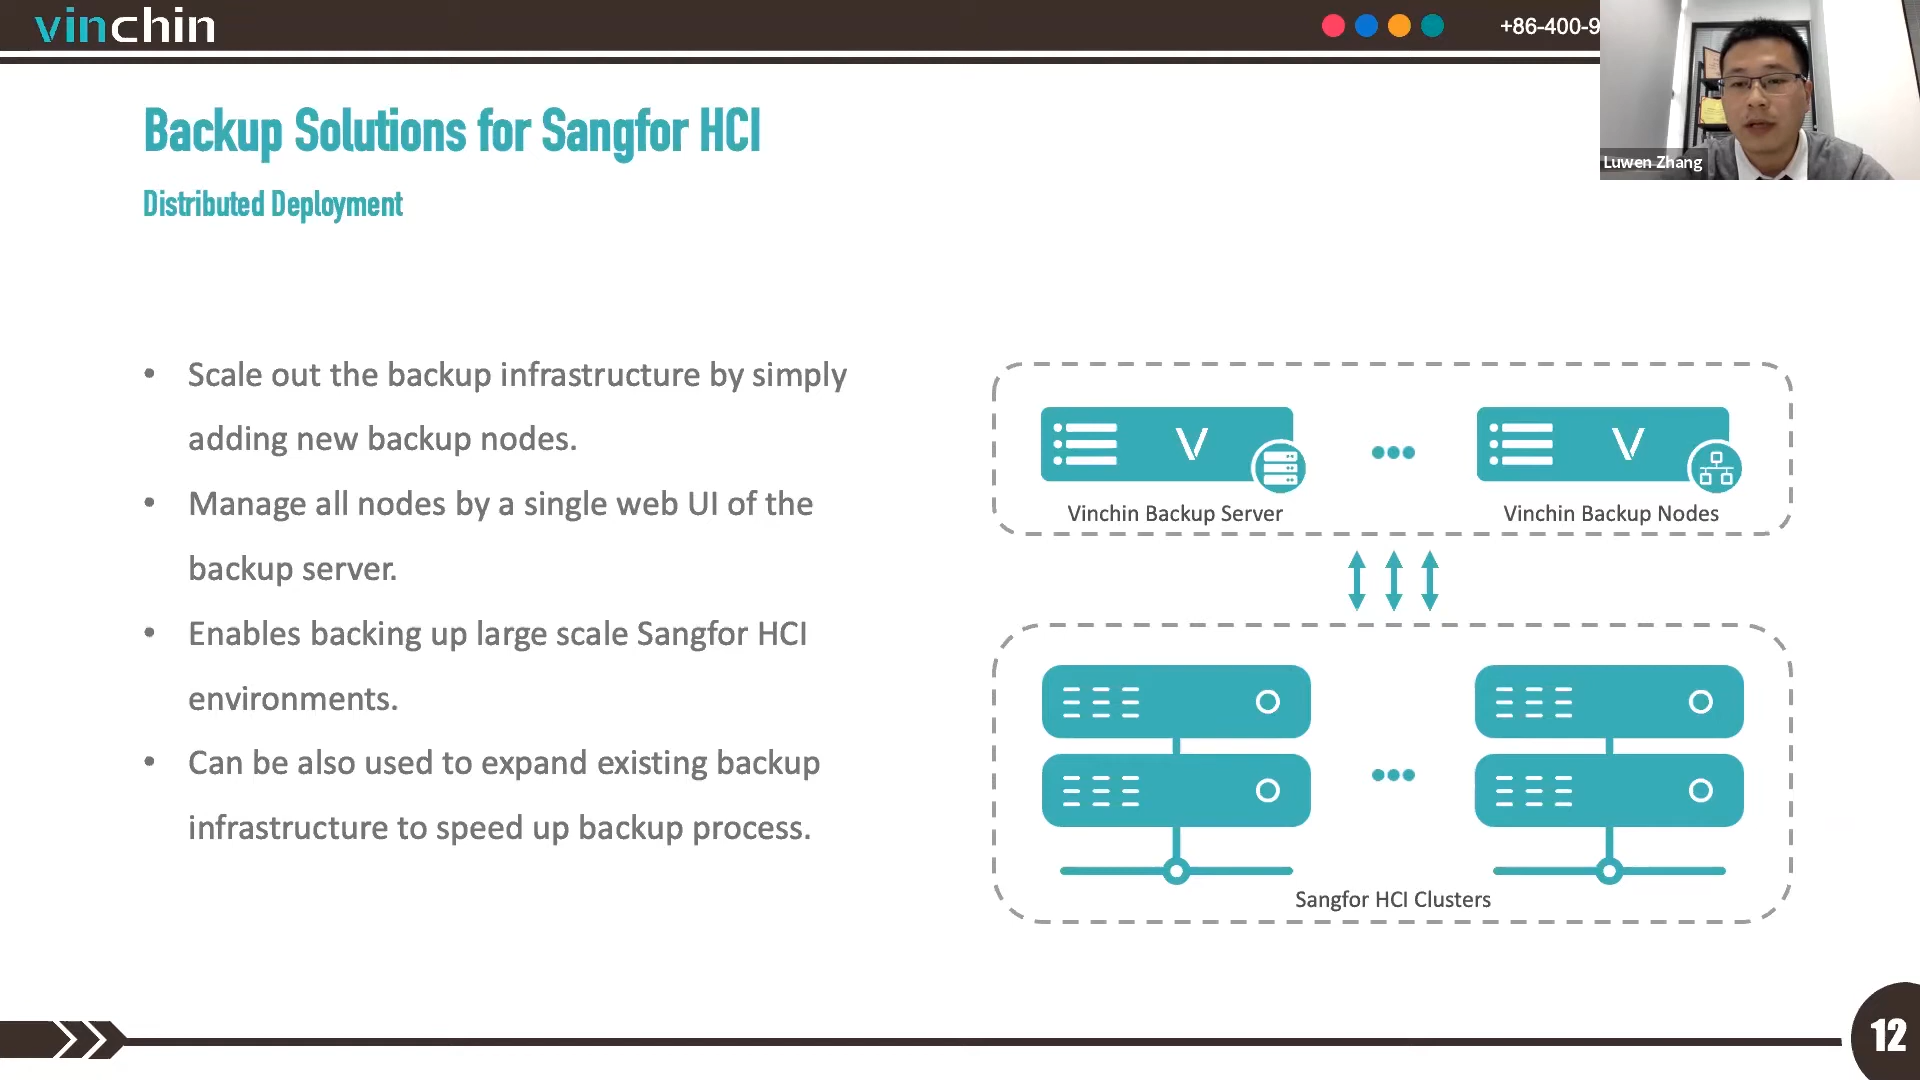 vinchin
+86-400-9
Luwen Zhang
Backup Solutions for Sangfor HCI
Distributed Deployment
• Scale out the backup infrastructure by simply
adding new backup nodes.
• Manage all nodes by a single web UI of the
backup server.
• Enables backing up large scale Sangfor HCI
environments.
• Can be also used to expand existing backup
infrastructure to speed up backup process.
V
V
Vinchin Backup Server
Vinchin Backup Nodes
Sangfor HCI Clusters
12